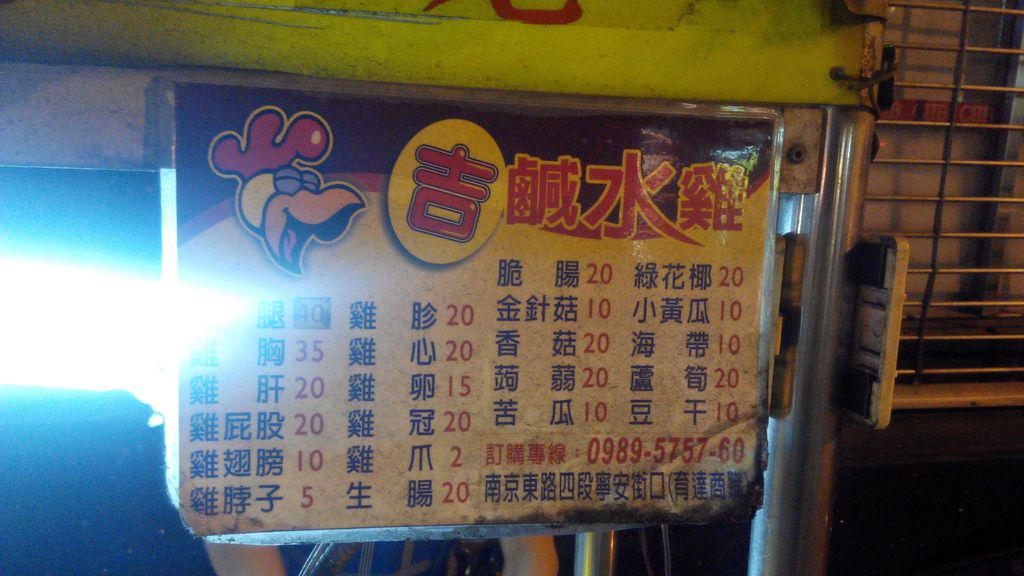 吉 鹹水雞
腿 40
雞胸 35
雞肝 20
雞屁股 20
雞翅膀 10
雞脖子 5
雞胗 20
雞心 20
雞卵 15
雞冠 20
雞爪 2
生腸 20
脆腸 20
金針菇 10
香菇 20
蒟蒻 20
苦瓜 10
綠花椰 20
小黃瓜 10
海帶 10
蘆筍 20
豆干 10
訂購專線：0989-5757-60
南京東路四段寧安街口(育達商職)